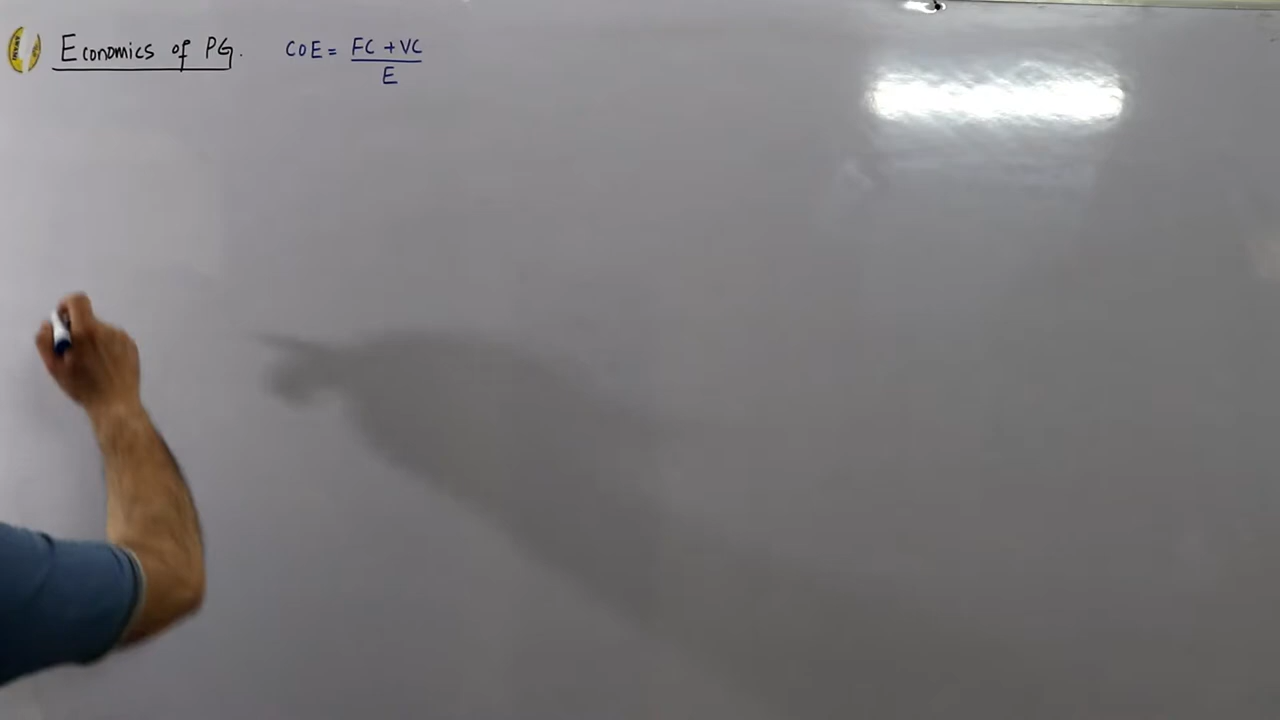 Economics of PG. COE = FC + VC
E